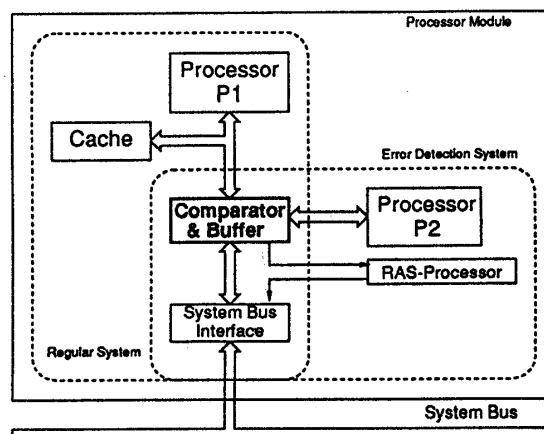 Processor Module
Processor
P1
Cache
Error Detection System
Comparator
& Buffer
Processor
P2
RAS-Processor
System Bus
Interface
Regular System
System Bus